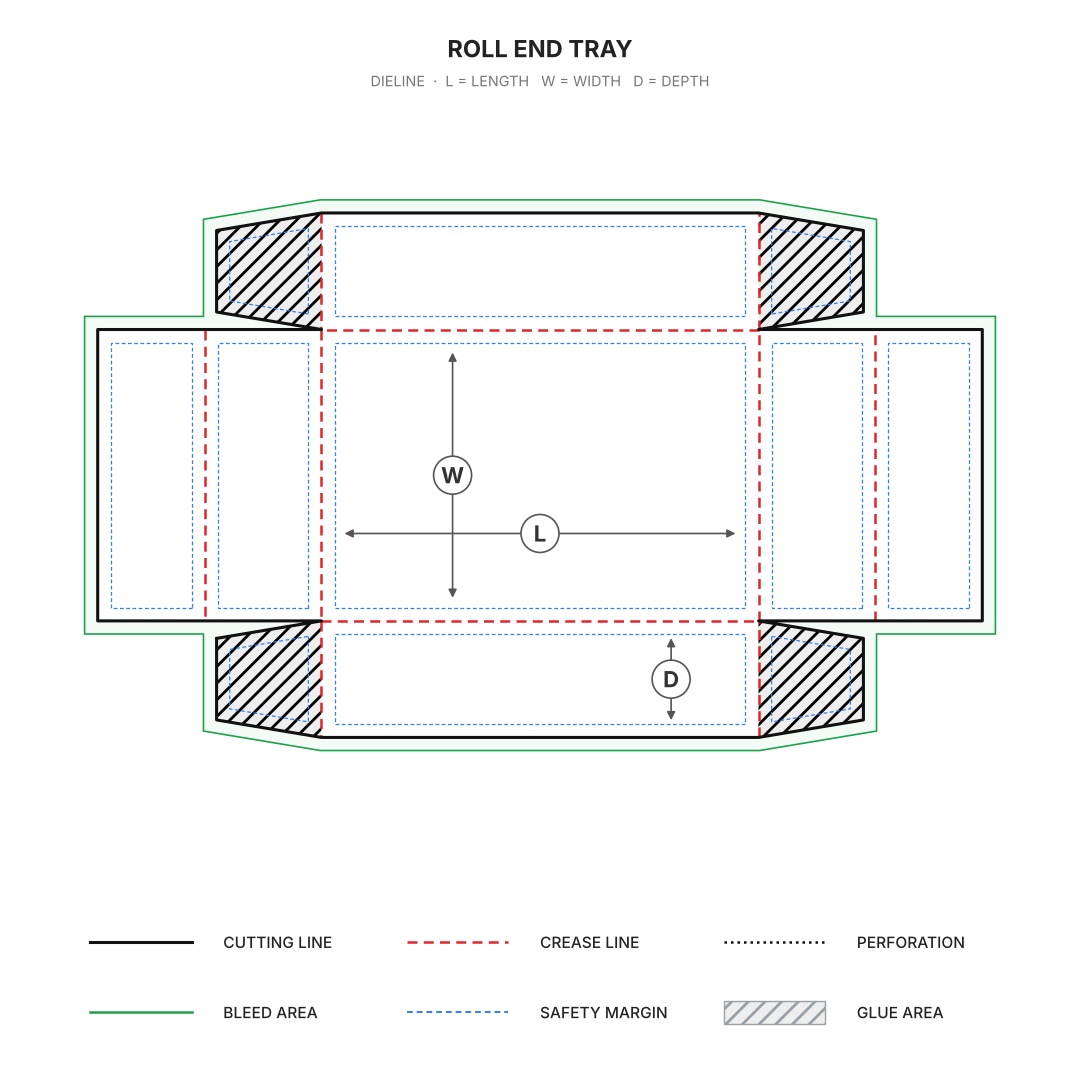 ROLL END TRAY
DIELINE · L = LENGTH W = WIDTH D = DEPTH
W
L
D
CUTTING LINE
CREASE LINE
PERFORATION
BLEED AREA
SAFETY MARGIN
GLUE AREA